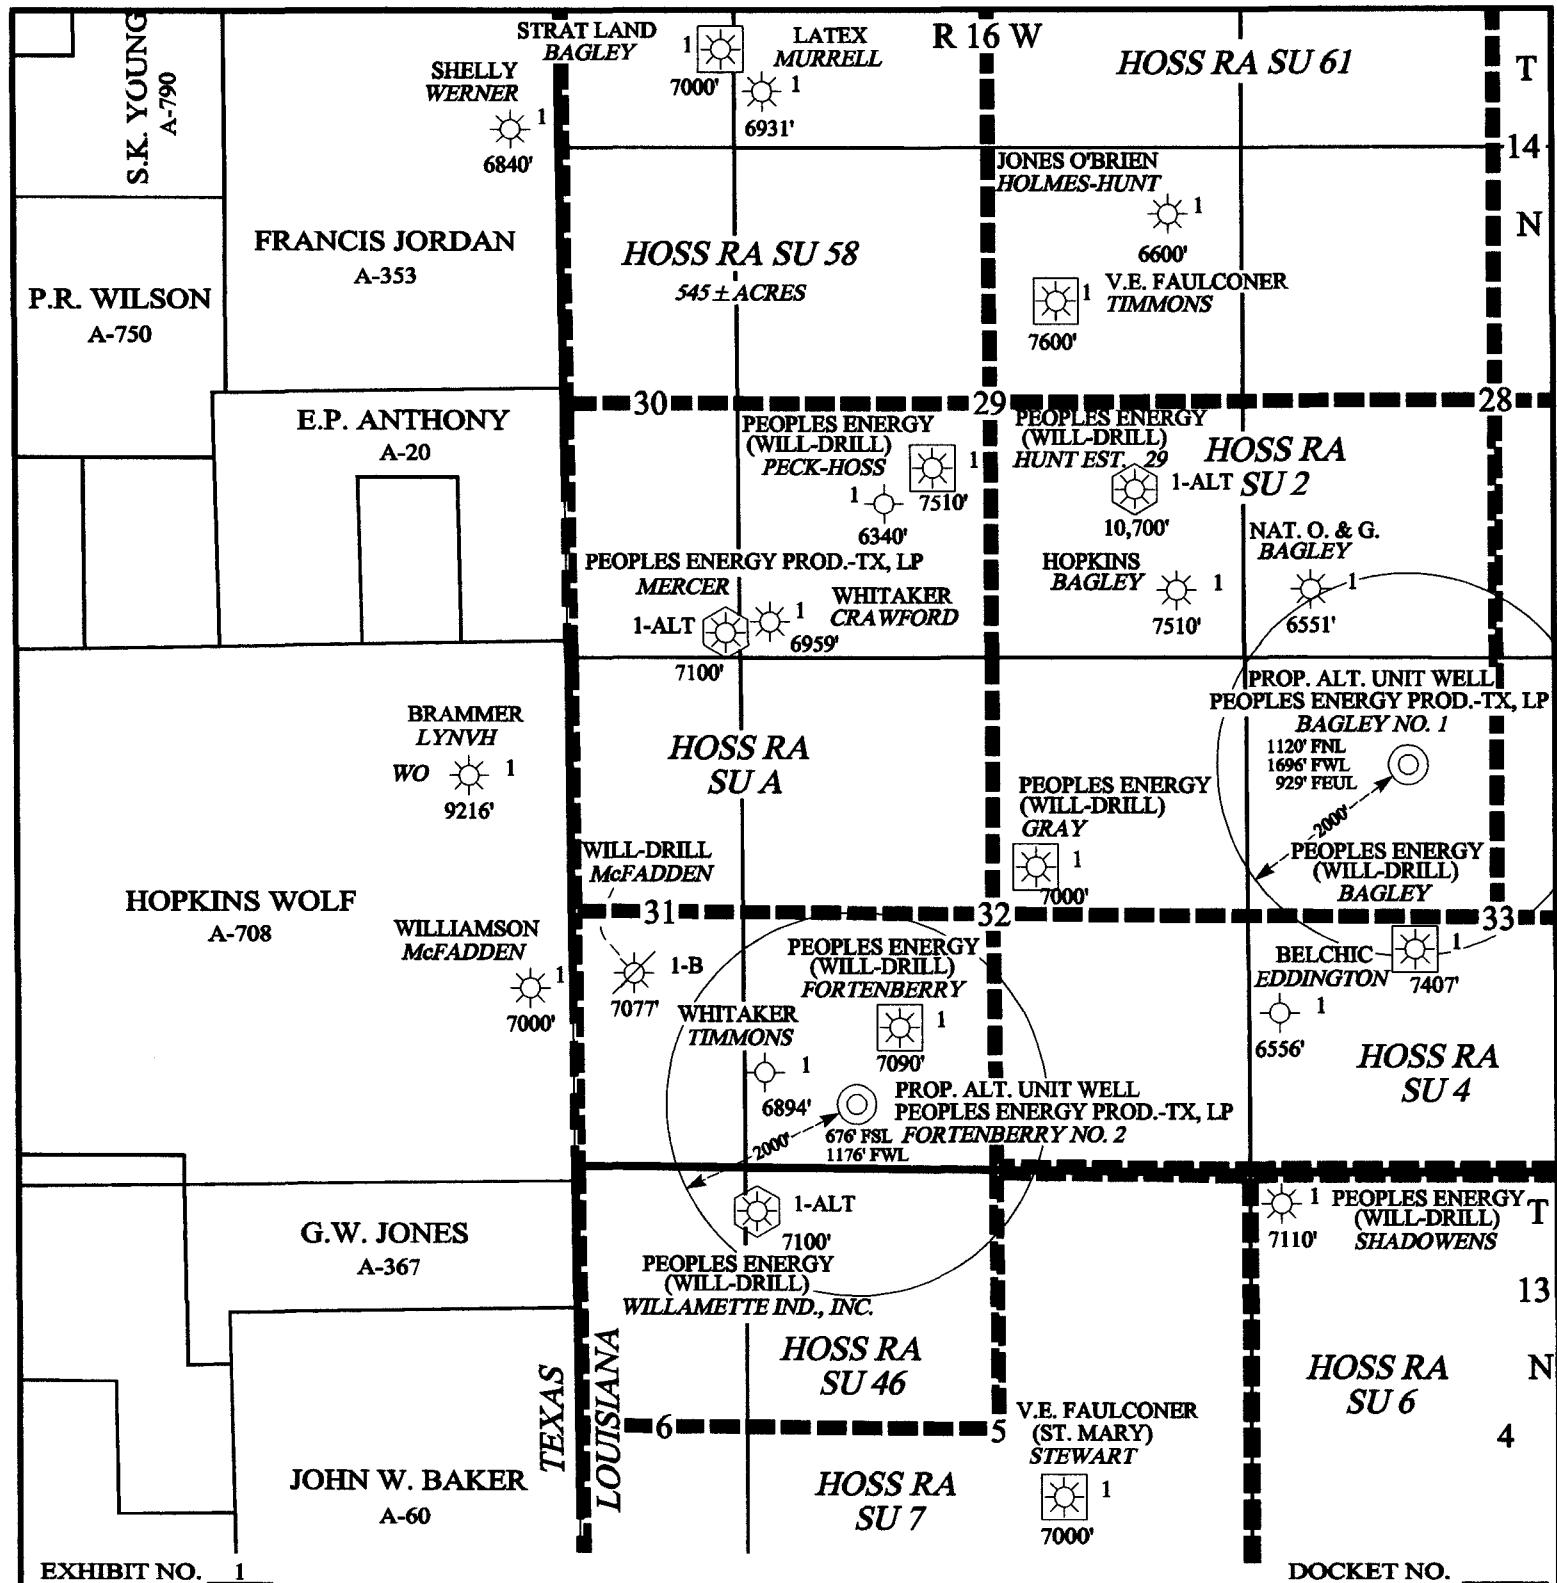 STRAT LAND
BAGLEY
1
7000'
LATEX
MURRELL
1
6931'
R 16 W
HOSS RA SU 61
T
14
N
S.K. YOUNG
A-790
SHELLY
WERNER
1
6840'
JONES O'BRIEN
HOLMES-HUNT
1
6600'
FRANCIS JORDAN
A-353
HOSS RA SU 58
545 ± ACRES
V.E. FAULCONER
TIMMONS
1
7600'
P.R. WILSON
A-750
30
29
28
E.P. ANTHONY
A-20
PEOPLES ENERGY
(WILL-DRILL)
PECK-HOSS
1
7510'
1
6340'
PEOPLES ENERGY
(WILL-DRILL)
HUNT EST. 29
1-ALT
10,700'
HOSS RA
SU 2
NAT. O. & G.
BAGLEY
1
6551'
HOPKINS
BAGLEY
1
7510'
PEOPLES ENERGY PROD.-TX, LP
MERCER
1-ALT
7100'
WHITAKER
CRAWFORD
1
6959'
PROP. ALT. UNIT WELL
PEOPLES ENERGY PROD.-TX, LP
BAGLEY NO. 1
1120' FNL
1696' FWL
929' FEUL
2000'
BRAMMER
LYNVH
WO
1
9216'
HOSS RA
SU A
PEOPLES ENERGY
(WILL-DRILL)
GRAY
1
7000'
PEOPLES ENERGY
(WILL-DRILL)
BAGLEY
1
7407'
WILL-DRILL
McFADDEN
1-B
7077'
HOPKINS WOLF
A-708
31
32
33
WILLIAMSON
McFADDEN
1
7000'
PEOPLES ENERGY
(WILL-DRILL)
FORTENBERRY
1
7090'
BELCHIC
EDDINGTON
1
6556'
WHITAKER
TIMMONS
1
6894'
HOSS RA
SU 4
PROP. ALT. UNIT WELL
PEOPLES ENERGY PROD.-TX, LP
676' FSL FORTENBERRY NO. 2
1176' FWL
2000'
1-ALT
7100'
PEOPLES ENERGY
(WILL-DRILL)
WILLAMETTE IND., INC.
1
7110'
PEOPLES ENERGY
(WILL-DRILL)
SHADOWENS
T
13
N
G.W. JONES
A-367
HOSS RA
SU 46
HOSS RA
SU 6
TEXAS
LOUISIANA
6
5
4
V.E. FAULCONER
(ST. MARY)
STEWART
1
7000'
JOHN W. BAKER
A-60
HOSS RA
SU 7
EXHIBIT NO. 1
DOCKET NO.